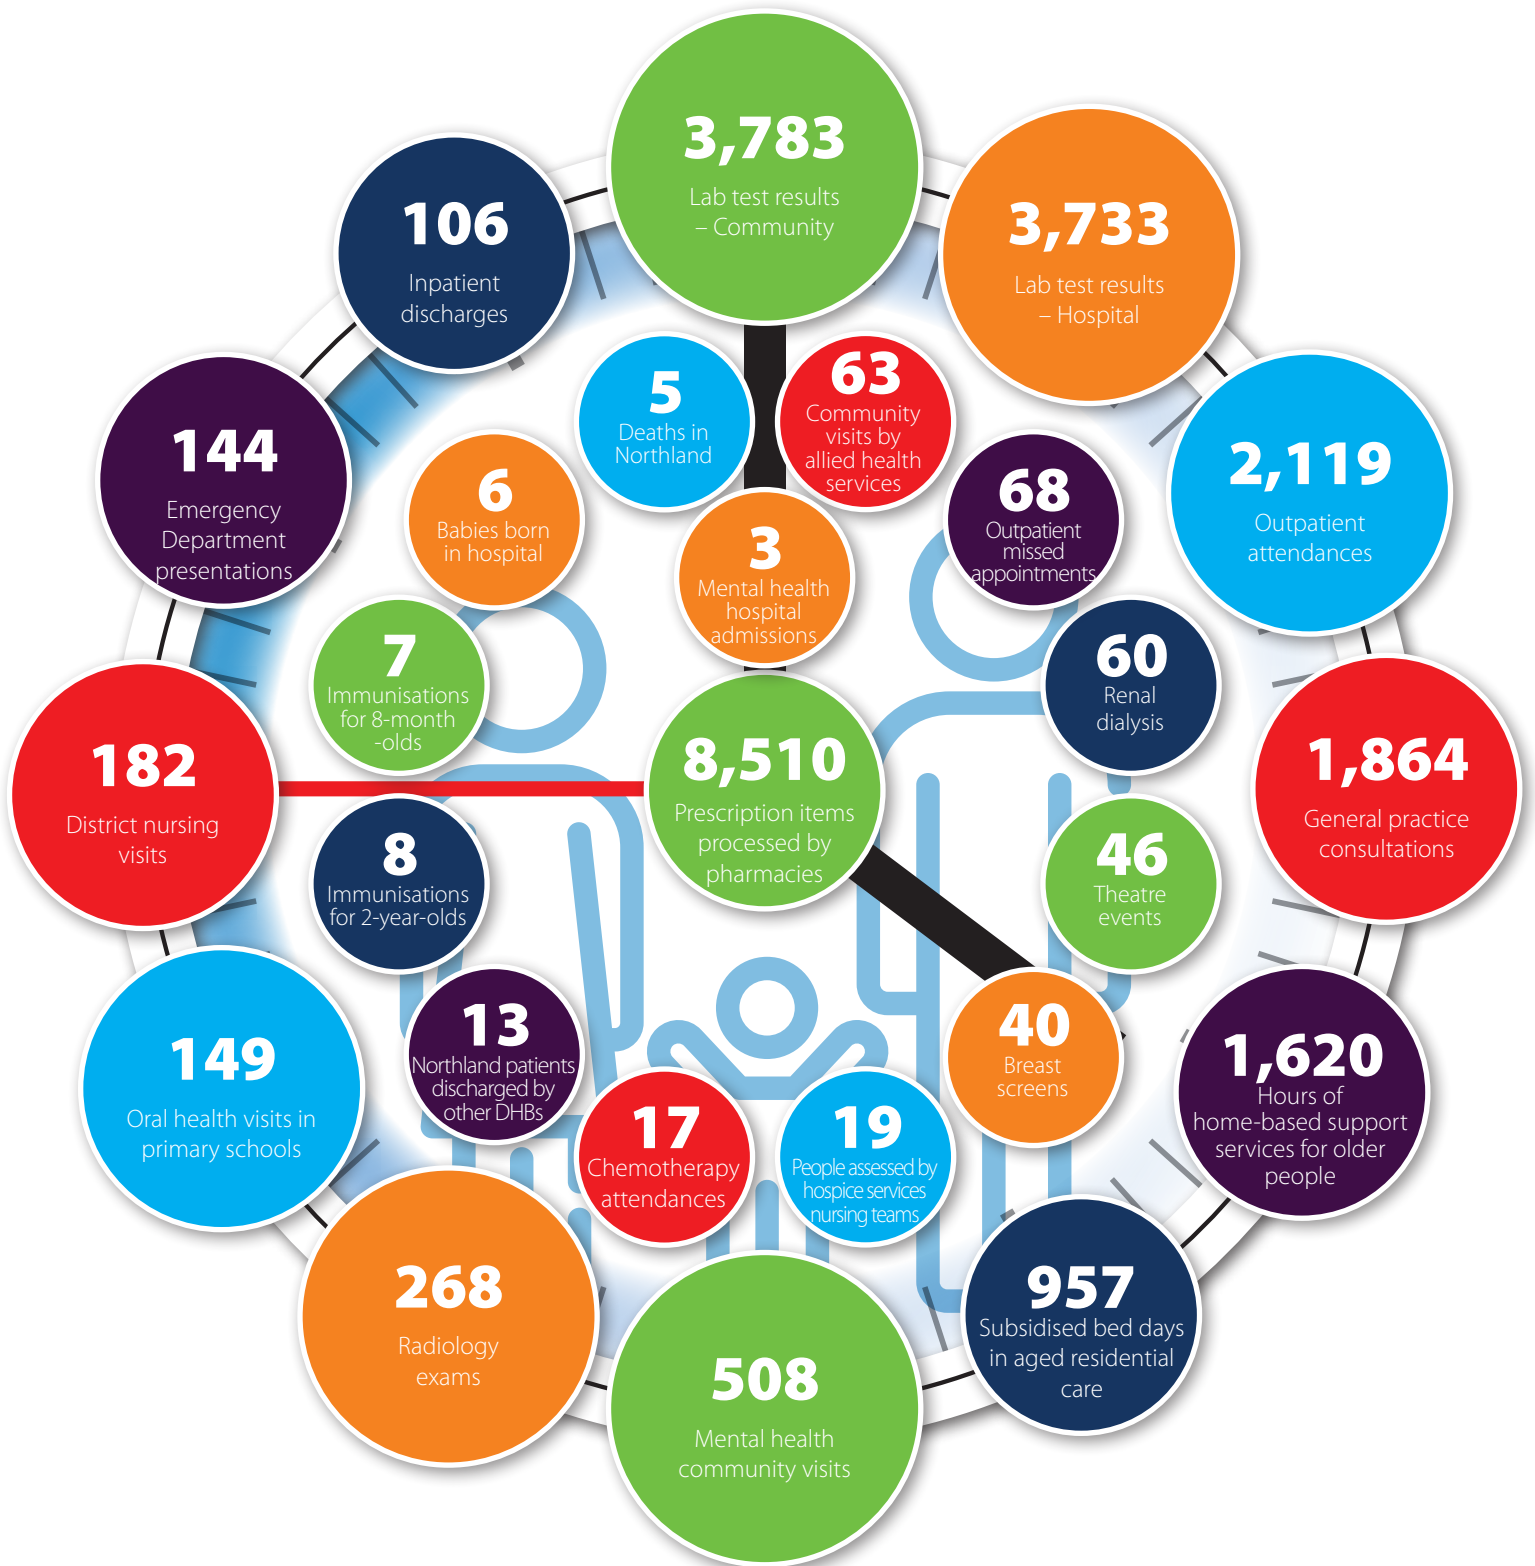 3,783
Lab test results
– Community
3,733
Lab test results
– Hospital
2,119
Outpatient
attendances
1,864
General practice
consultations
1,620
Hours of
home-based support
services for older
people
957
Subsidised bed days
in aged residential
care
508
Mental health
community visits
268
Radiology
exams
149
Oral health visits in
primary schools
182
District nursing
visits
144
Emergency
Department
presentations
106
Inpatient
discharges
63
Community
visits by
allied health
services
68
Outpatient
missed
appointments
60
Renal
dialysis
46
Theatre
events
40
Breast
screens
19
People assessed by
hospice services
nursing teams
17
Chemotherapy
attendances
13
Northland patients
discharged by
other DHBs
8
Immunisations
for 2-year-olds
7
Immunisations
for 8-month
-olds
6
Babies born
in hospital
5
Deaths in
Northland
3
Mental health
hospital
admissions
8,510
Prescription items
processed by
pharmacies